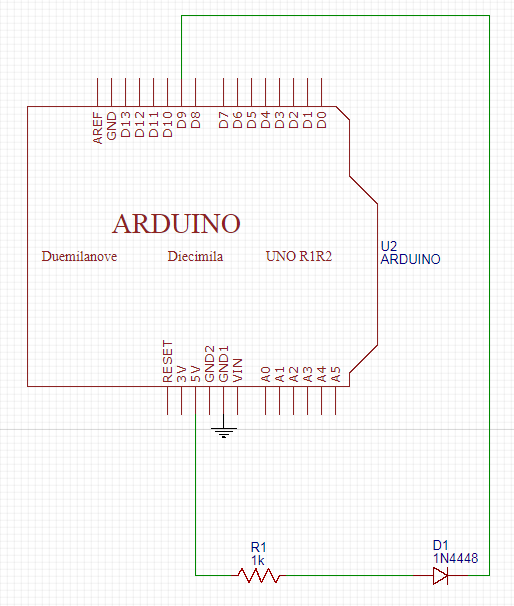 AREF
GND
D13
D12
D11
D10
D9
D8
D7
D6
D5
D4
D3
D2
D1
D0
ARDUINO
Duemilanove Diecimila UNO R1R2
U2
ARDUINO
RESET
3V
5V
GND2
GND1
VIN
A0
A1
A2
A3
A4
A5
R1
1k
D1
1N4448